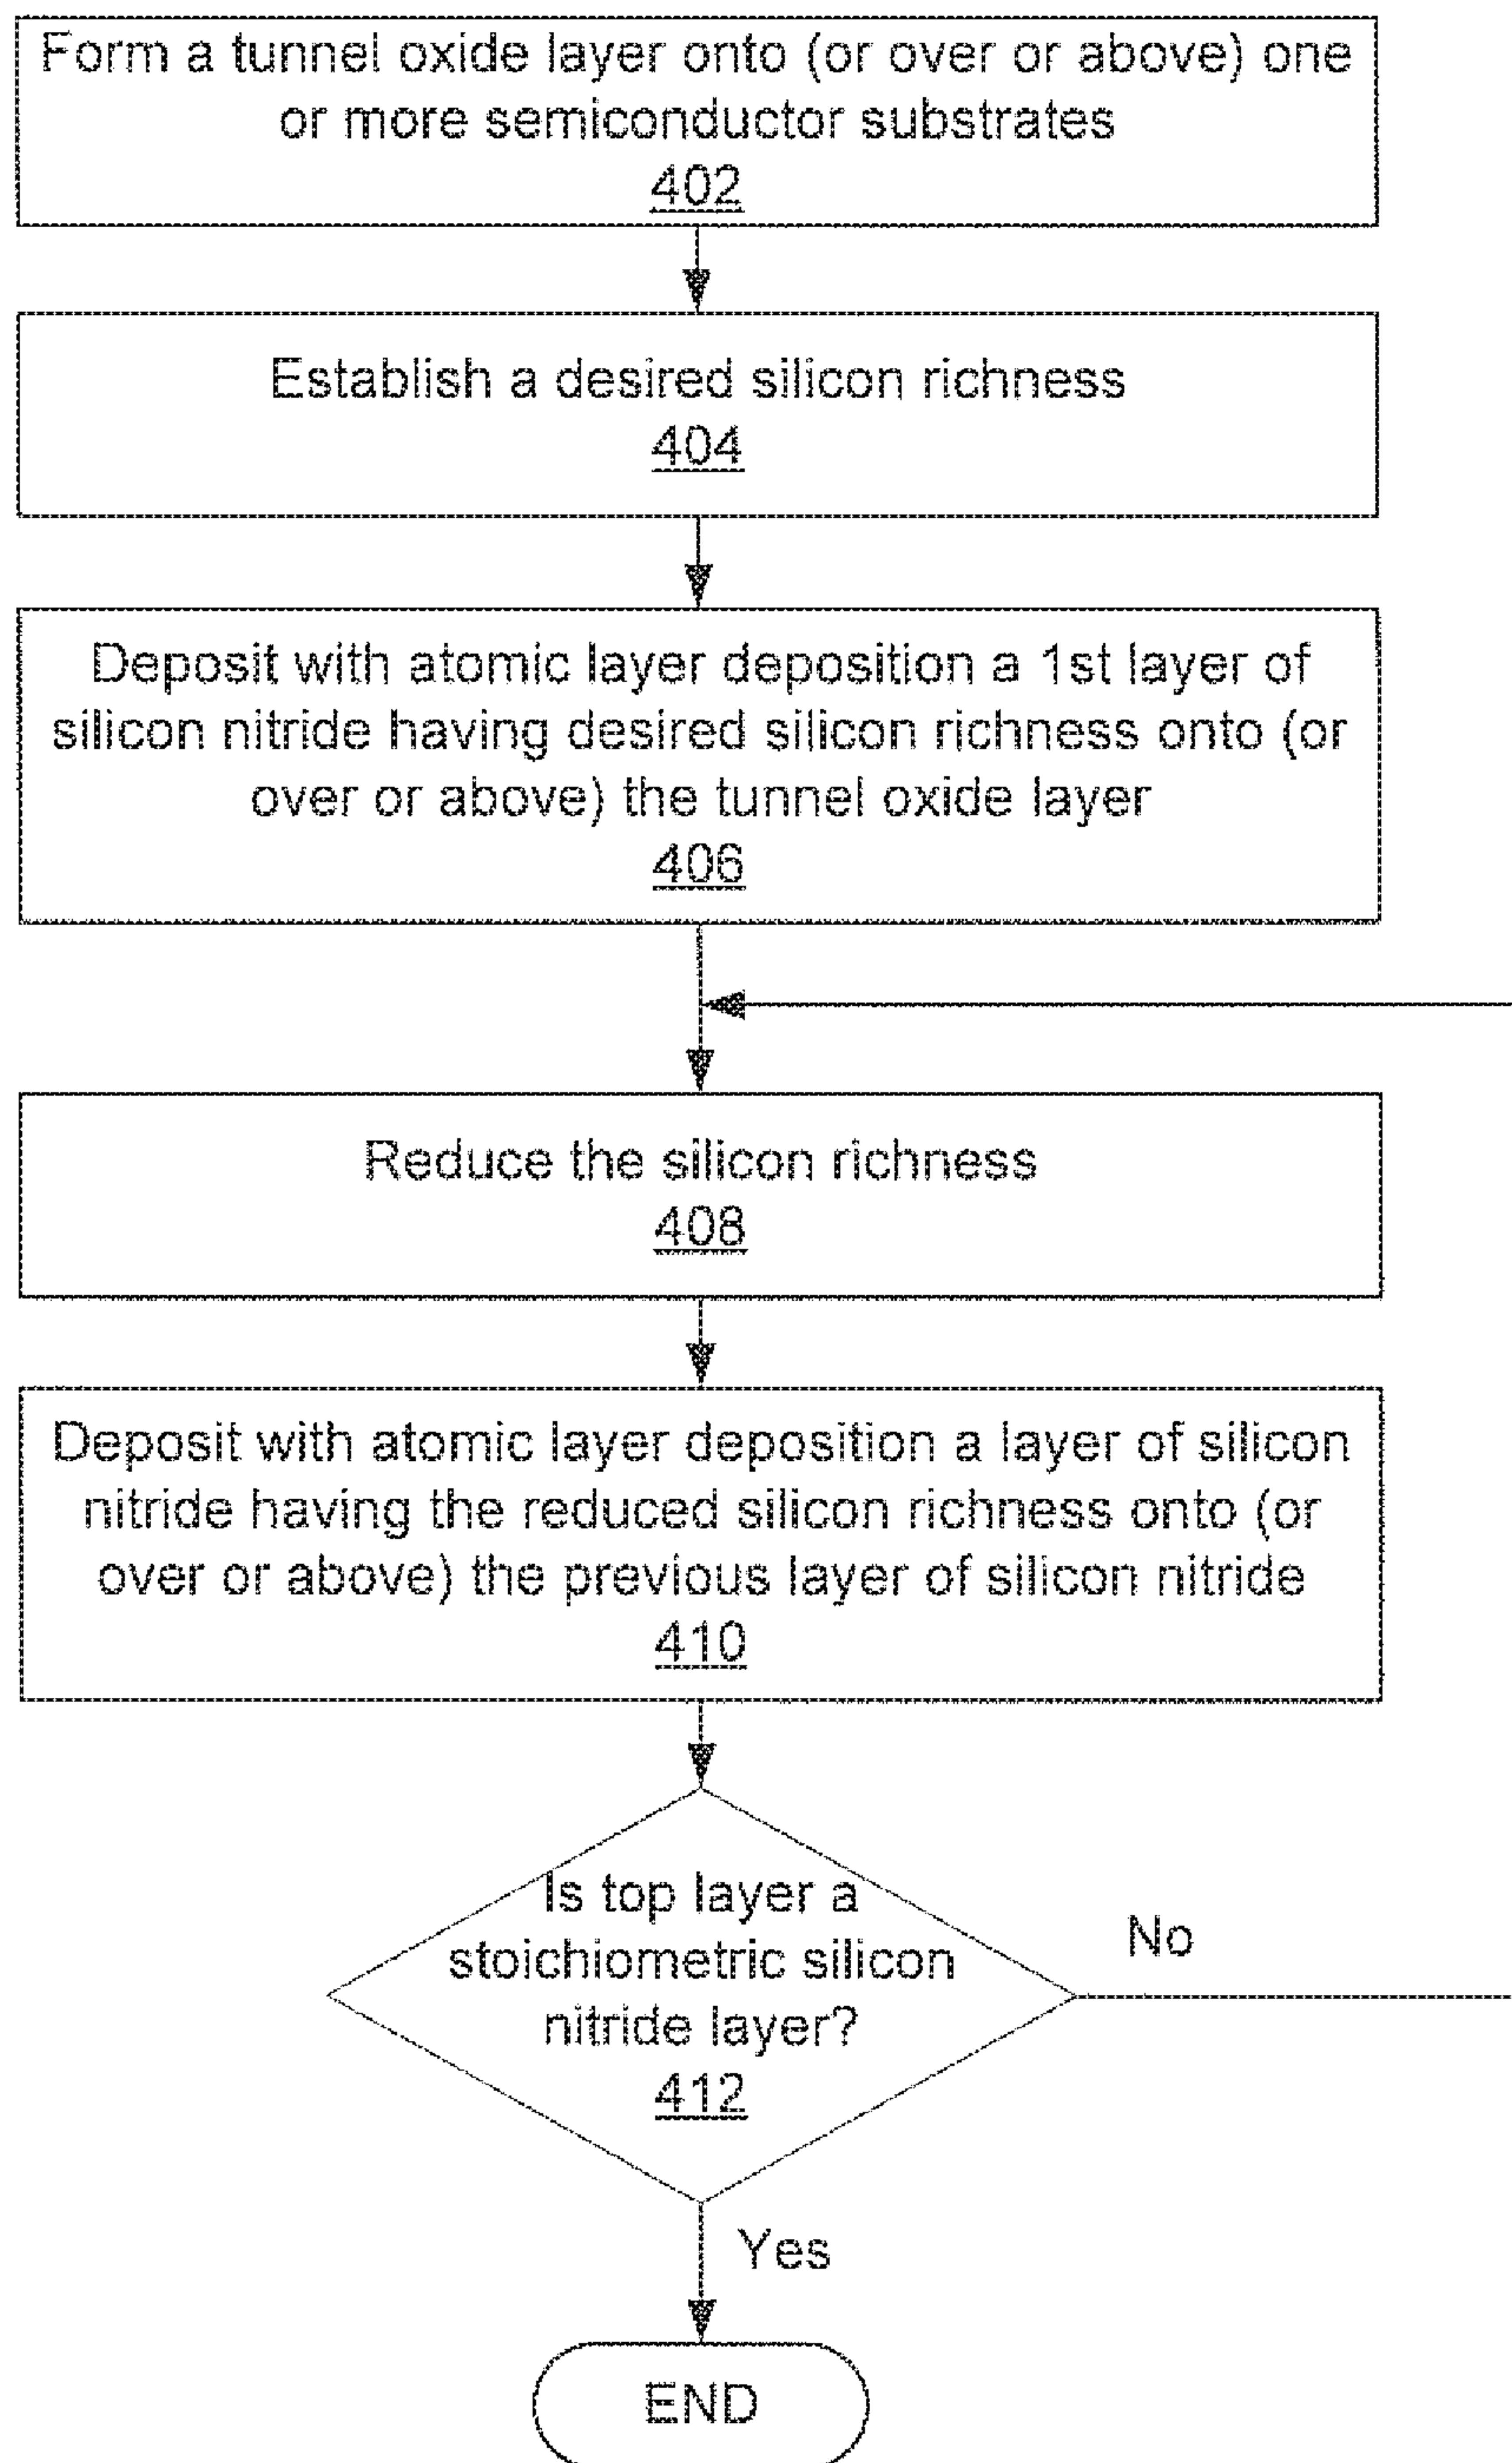 Form a tunnel oxide layer onto (or over or above) one
or more semiconductor substrates
402
Establish a desired silicon richness
404
Deposit with atomic layer deposition a 1st layer of
silicon nitride having desired silicon richness onto (or
over or above) the tunnel oxide layer
406
Reduce the silicon richness
408
Deposit with atomic layer deposition a layer of silicon
nitride having the reduced silicon richness onto (or
over or above) the previous layer of silicon nitride
410
Is top layer a
stoichiometric silicon
nitride layer?
412
No
Yes
END